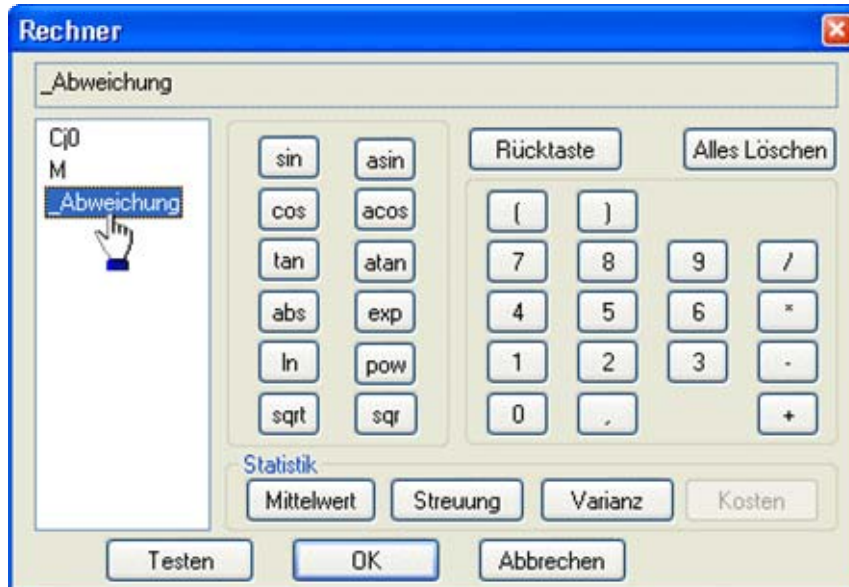 Rechner
_Abweichung
Cj0
M
_Abweichung
sin asin
cos acos
tan atan
abs exp
ln pow
sqrt sqr
Rücktaste Alles Löschen
( )
7 8 9 /
4 5 6 *
1 2 3 -
0 , +
Statistik
Mittelwert Streuung Varianz Kosten
Testen OK Abbrechen